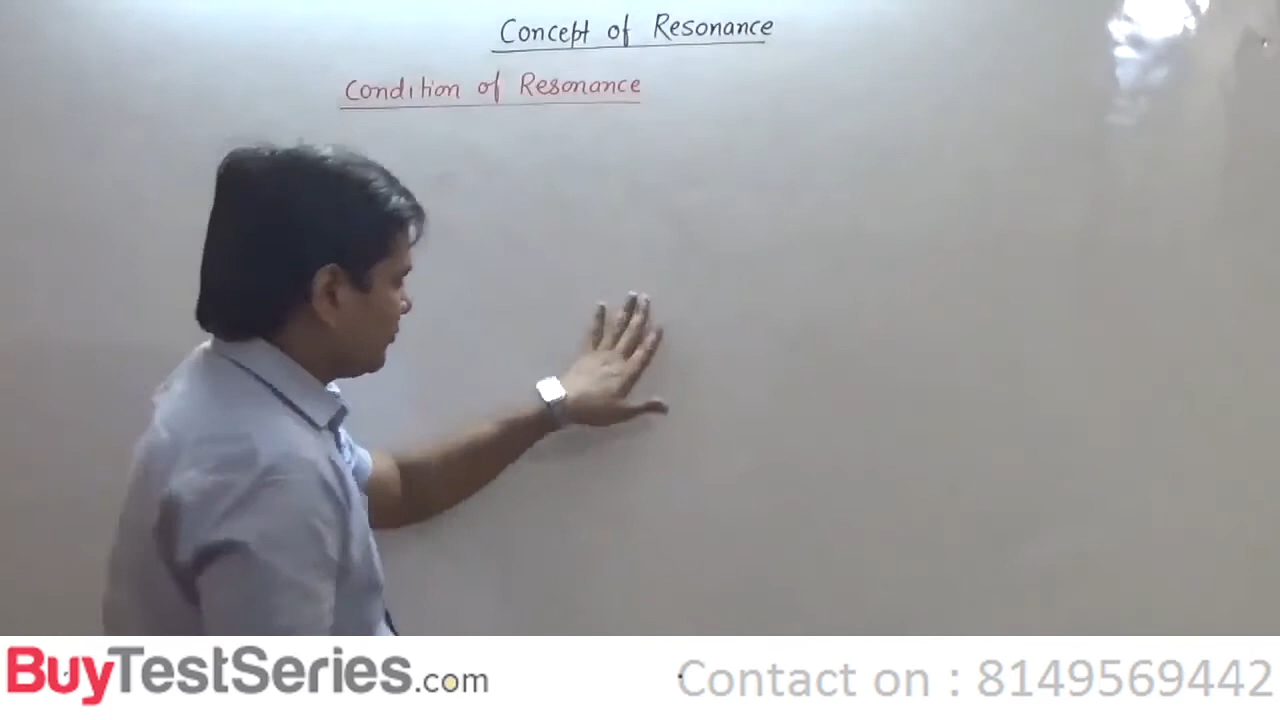 Concept of Resonance
Condition of Resonance
BuyTestSeries.com
Contact on : 8149569442